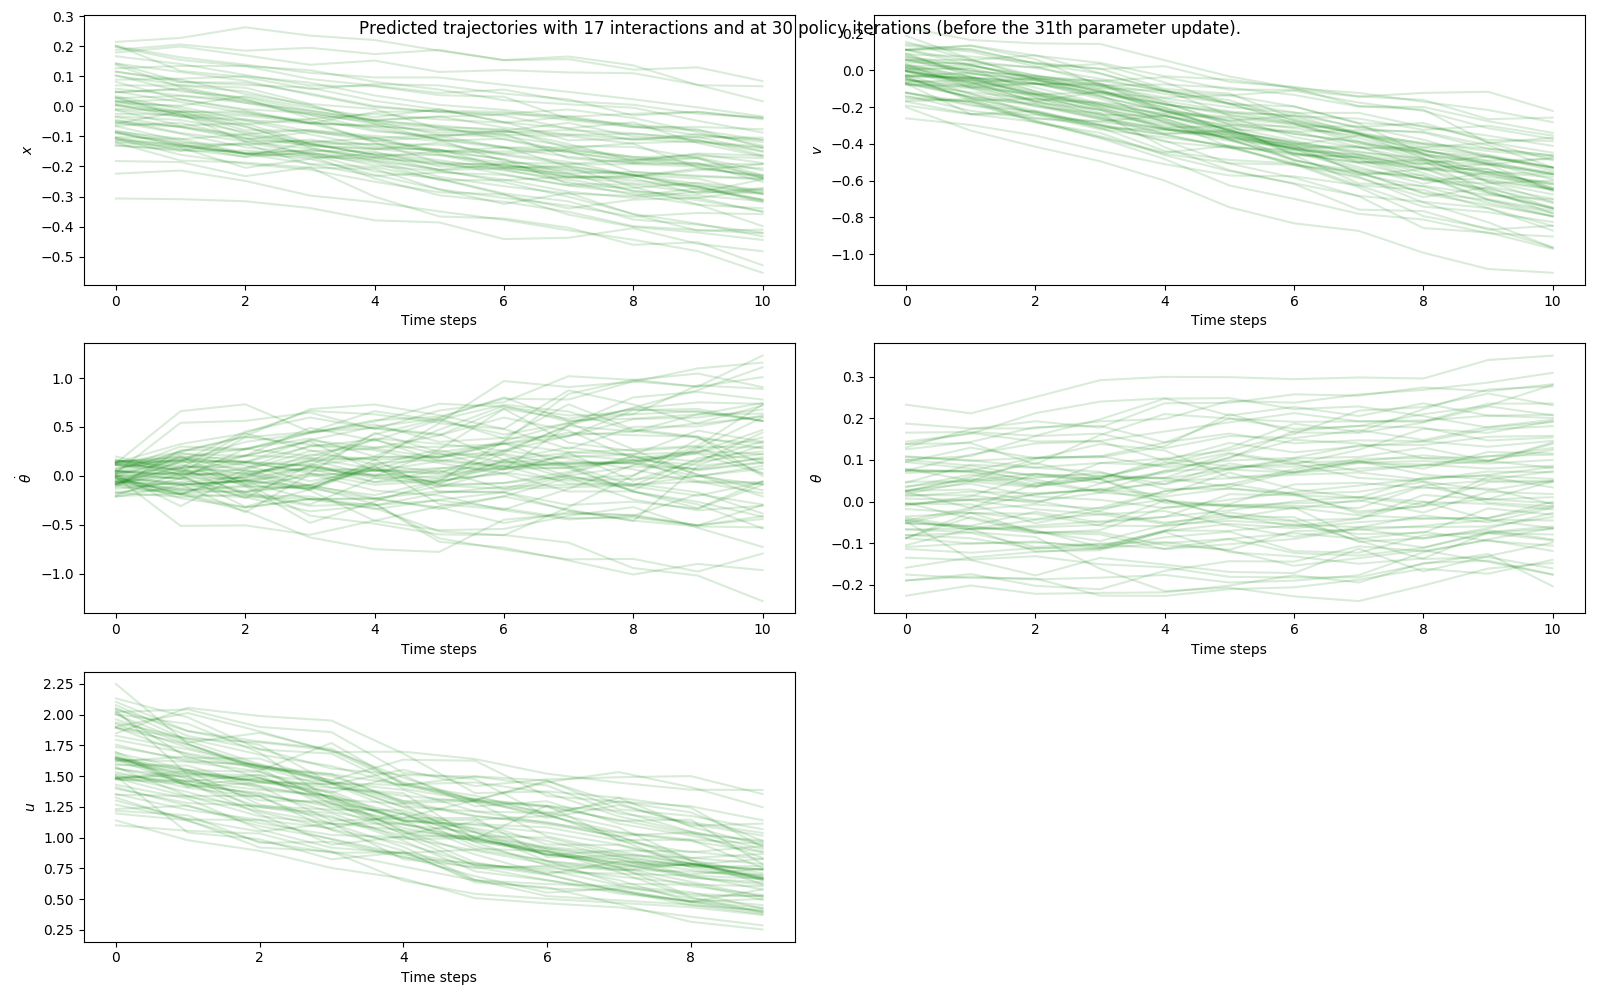 Predicted trajectories with 17 interactions and at 30 policy iterations (before the 31th parameter update).
0.3
0.2
0.1
0.0
−0.1
−0.2
−0.3
−0.4
−0.5
x
0 2 4 6 8 10
Time steps
0.2
0.0
−0.2
−0.4
−0.6
−0.8
−1.0
v
0 2 4 6 8 10
Time steps
1.0
0.5
0.0
−0.5
−1.0
θ̇
0 2 4 6 8 10
Time steps
0.3
0.2
0.1
0.0
−0.1
−0.2
θ
0 2 4 6 8 10
Time steps
2.25
2.00
1.75
1.50
1.25
1.00
0.75
0.50
0.25
u
0 2 4 6 8
Time steps